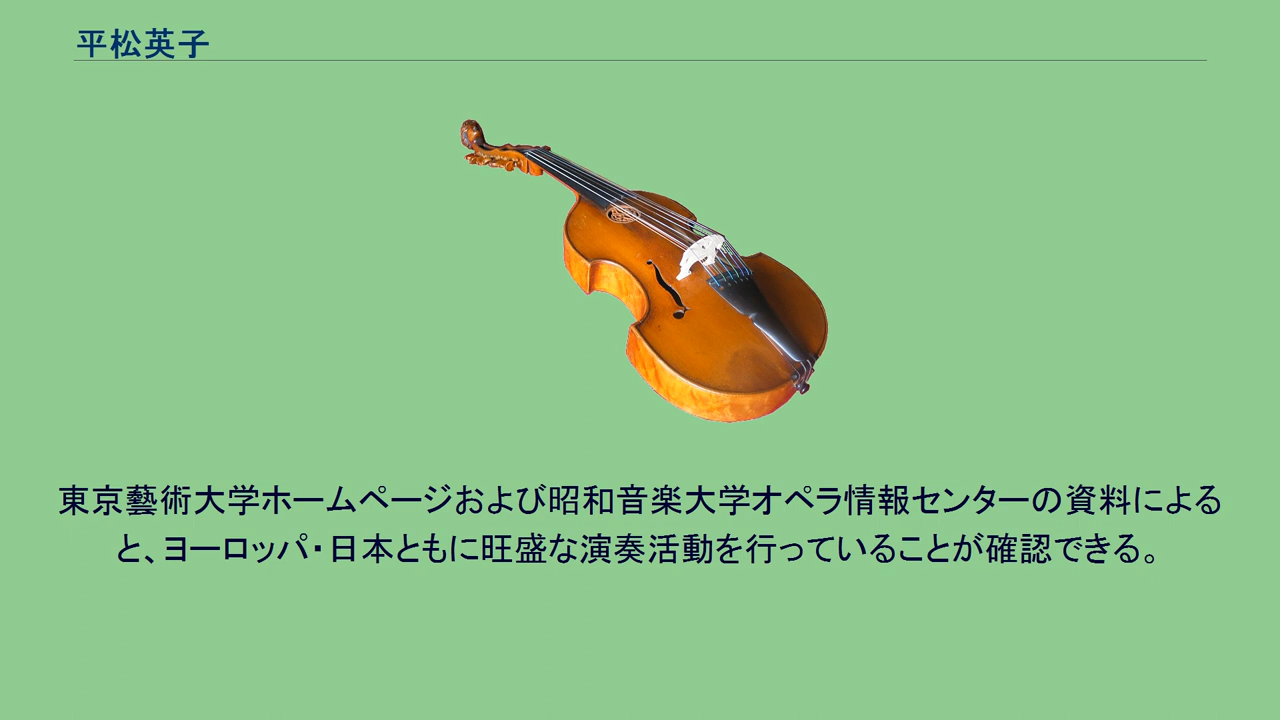 平松英子
東京藝術大学ホームページおよび昭和音楽大学オペラ情報センターの資料による
と、ヨーロッパ・日本ともに旺盛な演奏活動を行っていることが確認できる。